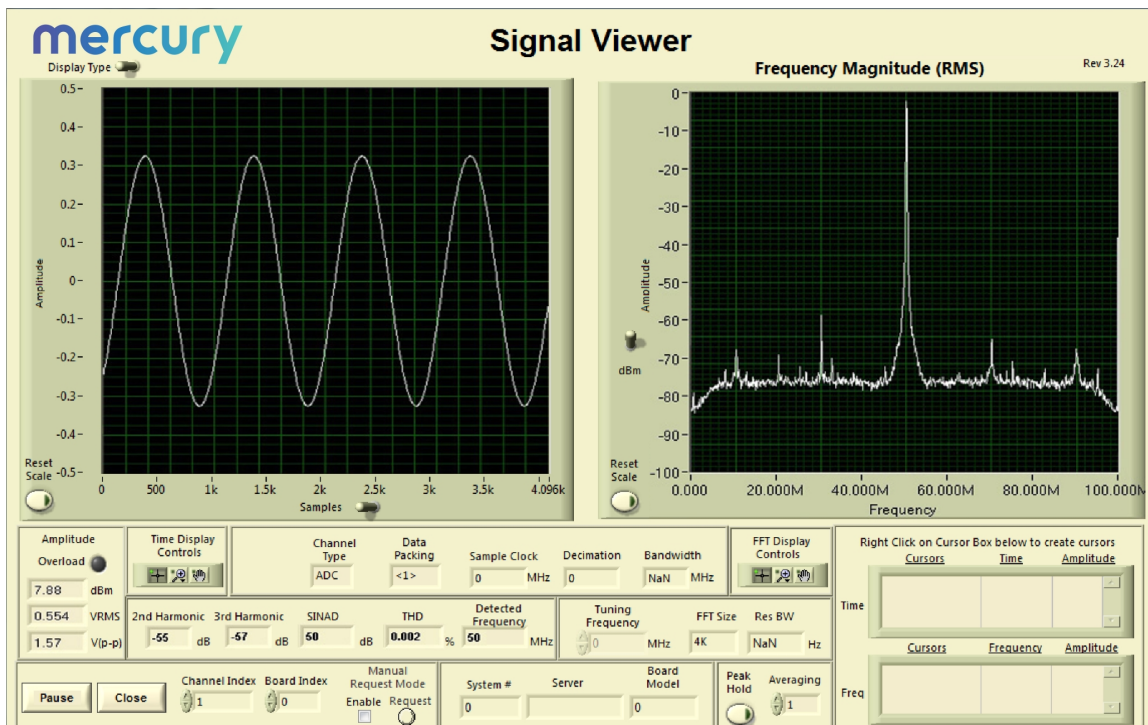 mercury
Signal Viewer
Display Type
Frequency Magnitude (RMS)
Rev 3.24
0.5
0.4
0.3
0.2
0.1
0
-0.1
-0.2
-0.3
-0.4
-0.5
Amplitude
Reset
Scale
0 500 1k 1.5k 2k 2.5k 3k 3.5k 4.096k
Samples
0
-10
-20
-30
-40
-50
-60
-70
-80
-90
-100
Amplitude
dBm
Reset
Scale
0.000 20.000M 40.000M 60.000M 80.000M 100.000M
Frequency
Amplitude
Overload
7.88 dBm
0.554 VRMS
1.57 V(p-p)
Time Display
Controls
Channel
Type
ADC
Data
Packing
<1>
Sample Clock
0 MHz
Decimation
0
Bandwidth
NaN MHz
FFT Display
Controls
2nd Harmonic
-55 dB
3rd Harmonic
-67 dB
SINAD
60 dB
THD
0.002 %
Detected
Frequency
50 MHz
Tuning
Frequency
0 MHz
FFT Size
4K
Res BW
NaN Hz
Right Click on Cursor Box below to create cursors
Cursors Time Amplitude
Time
Cursors Frequency Amplitude
Freq
Pause
Close
Channel Index
1
Board Index
0
Manual
Request Mode
Enable Request
System #
0
Server
Board
Model
0
Peak
Hold
Averaging
1